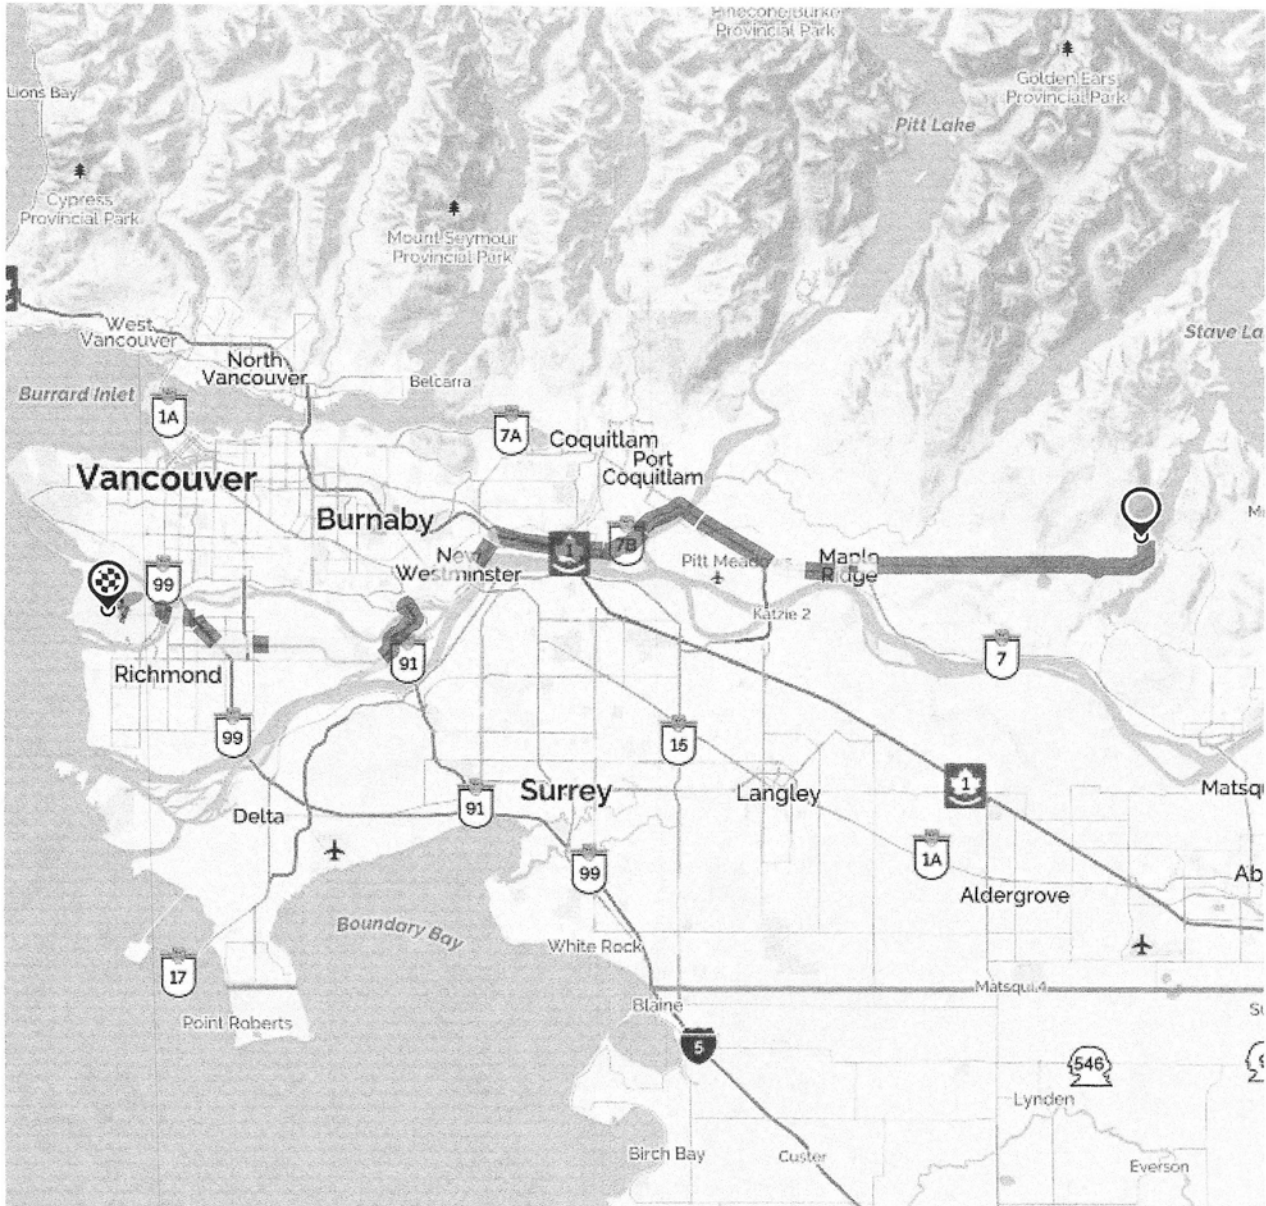 Pinecone Burke
Provincial Park
Golden Ears
Provincial Park
Lions Bay
Pitt Lake
Cypress
Provincial Park
Mount Seymour
Provincial Park
West
Vancouver
Stave La
North
Vancouver
Belcarra
Burrard Inlet
1A
7A
Coquitlam
Port
Coquitlam
Vancouver
Burnaby
1
7B
New
Westminster
Pitt Meadows
Maple
Ridge
99
Katzie 2
Richmond
91
7
99
15
Surrey
Langley
1
Matsqu
91
Delta
1A
99
Ab
Aldergrove
Boundary Bay
White Rock
17
Matsqui 4
Blaine
Point Roberts
5
546
Lynden
Birch Bay
Custer
Everson